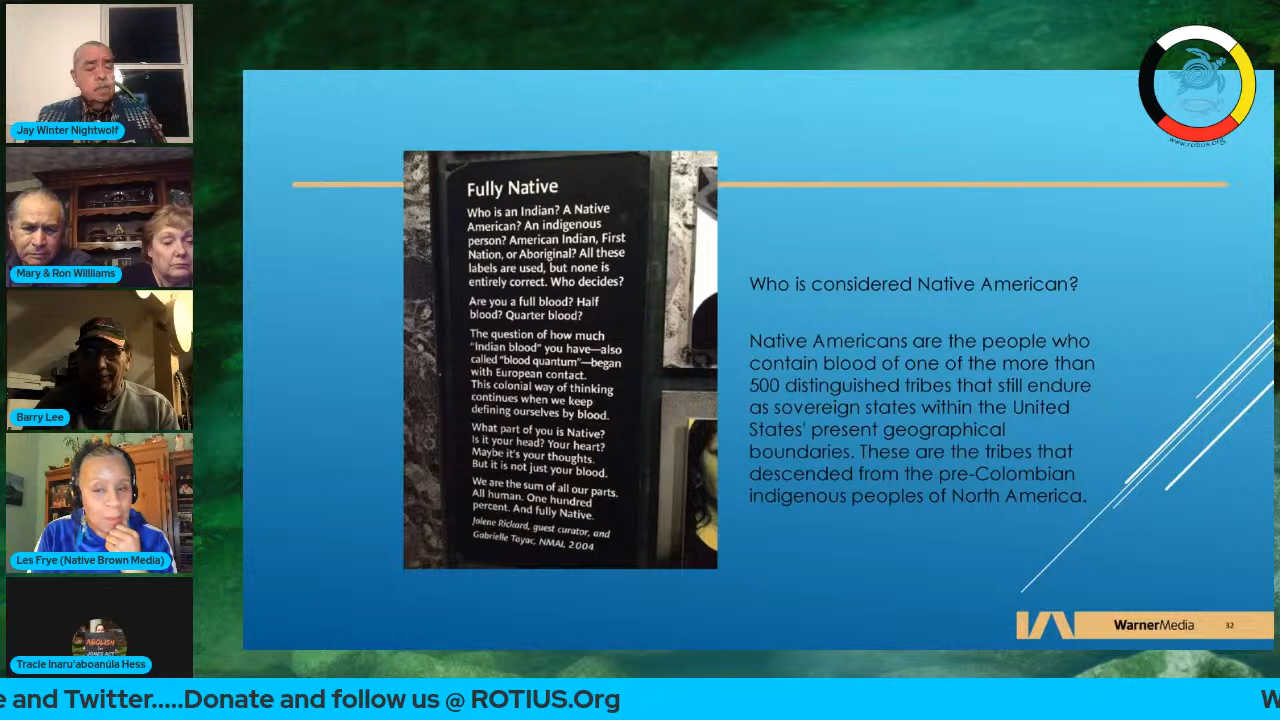 Jay Winter Nightwolf
Mary & Ron Willliams
Barry Lee
Les Frye (Native Brown Media)
ABOLISH
JONES ACT
Tracie Inaru'aboanúla Hess
Fully Native
Who is an Indian? A Native
American? An indigenous
person? American Indian, First
Nation, or Aboriginal? All these
labels are used, but none is
entirely correct. Who decides?
Are you a full blood? Half
blood? Quarter blood?
The question of how much
"Indian blood" you have—also
called "blood quantum"—began
with European contact.
This colonial way of thinking
continues when we keep
defining ourselves by blood.
What part of you is Native?
Is it your head? Your heart?
Maybe it's your thoughts.
But it is not just your blood.
We are the sum of all our parts.
All human. One hundred
percent. And fully Native.
Jolene Rickard, guest curator, and
Gabrielle Tayac, NMAI, 2004
Who is considered Native American?
Native Americans are the people who
contain blood of one of the more than
500 distinguished tribes that still endure
as sovereign states within the United
States' present geographical
boundaries. These are the tribes that
descended from the pre-Colombian
indigenous peoples of North America.
www.rotius.org
WarnerMedia
32
e and Twitter.....Donate and follow us @ ROTIUS.Org
W